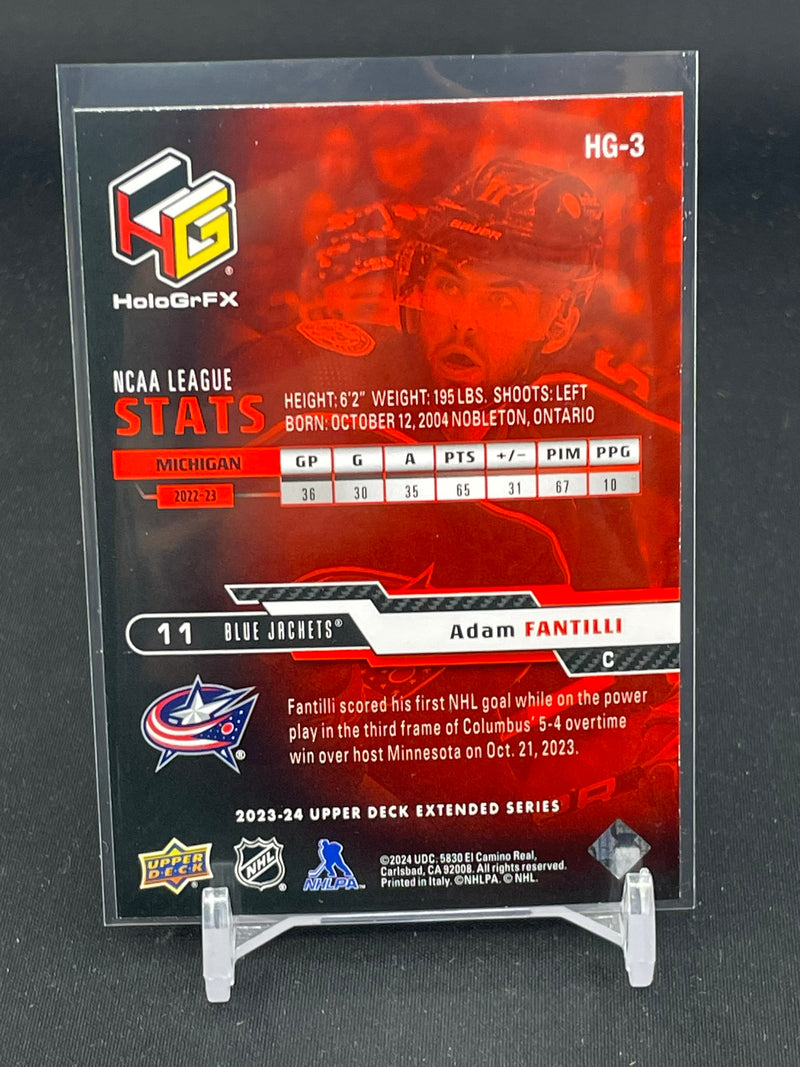 HG-3
HG ®
HoloGrFX
NCAA LEAGUE
STATS
HEIGHT: 6'2" WEIGHT: 195 LBS. SHOOTS: LEFT
BORN: OCTOBER 12, 2004 NOBLETON, ONTARIO
MICHIGAN GP G A PTS +/- PIM PPG
2022-23 36 30 35 65 31 67 10
11 BLUE JACKETS® Adam FANTILLI
C
Fantilli scored his first NHL goal while on the power
play in the third frame of Columbus' 5-4 overtime
win over host Minnesota on Oct. 21, 2023.
2023-24 UPPER DECK EXTENDED SERIES
UPPER DECK NHL NHLPA
©2024 UDC. 5830 El Camino Real,
Carlsbad, CA 92008. All rights reserved.
Printed in Italy. ©NHLPA. © NHL.
BAUER
11
5